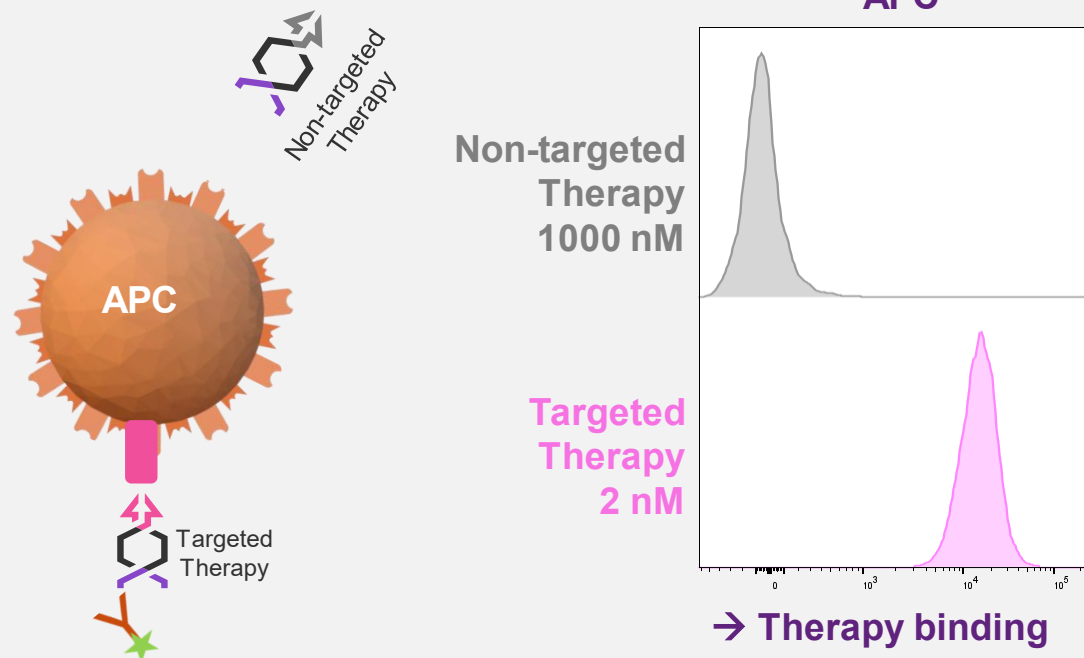 APC
Non-targeted
Therapy
Non-targeted
Therapy
1000 nM
APC
Targeted
Therapy
2 nM
Targeted
Therapy
0
10³
10⁴
10⁵
→ Therapy binding